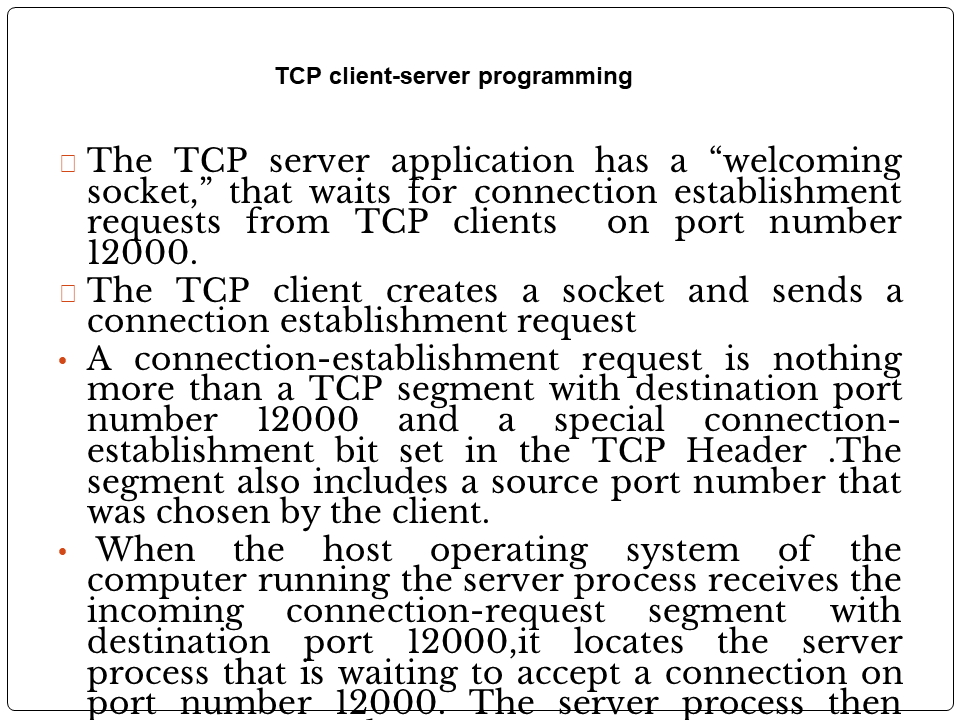 TCP client-server programming
The TCP server application has a “welcoming
socket,” that waits for connection establishment
requests from TCP clients on port number
12000.
The TCP client creates a socket and sends a
connection establishment request
• A connection-establishment request is nothing
more than a TCP segment with destination port
number 12000 and a special connection-
establishment bit set in the TCP Header .The
segment also includes a source port number that
was chosen by the client.
• When the host operating system of the
computer running the server process receives the
incoming connection-request segment with
destination port 12000,it locates the server
process that is waiting to accept a connection on
port number 12000. The server process then